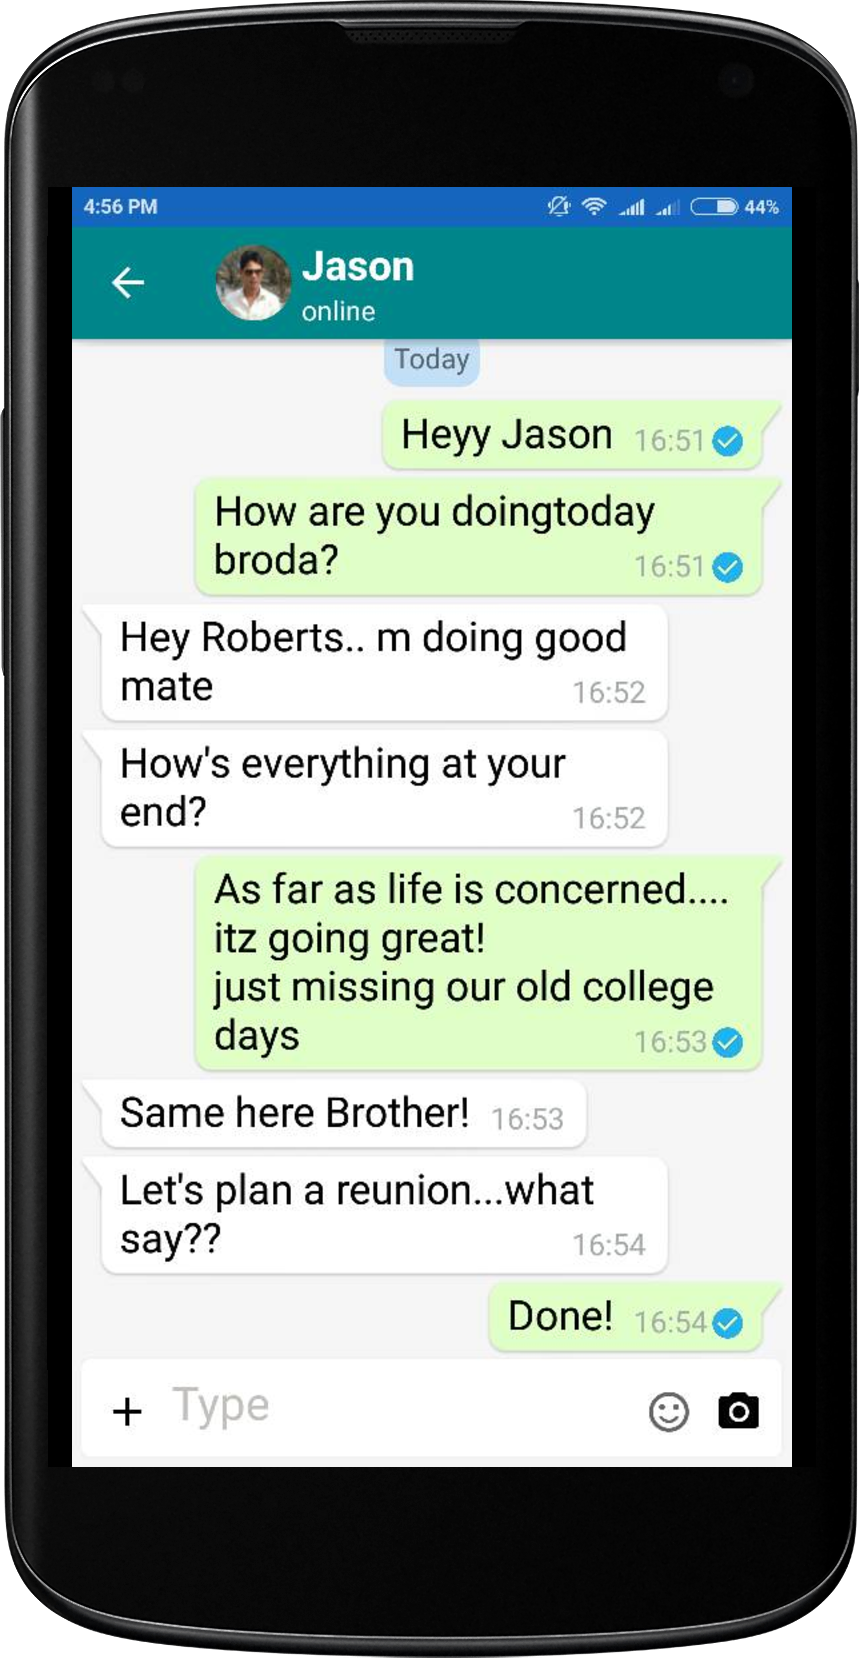 4:56 PM 44%
Jason
online
Today
Heyy Jason 16:51
How are you doingtoday
broda? 16:51
Hey Roberts.. m doing good
mate 16:52
How's everything at your
end? 16:52
As far as life is concerned....
itz going great!
just missing our old college
days 16:53
Same here Brother! 16:53
Let's plan a reunion...what
say?? 16:54
Done! 16:54
Type